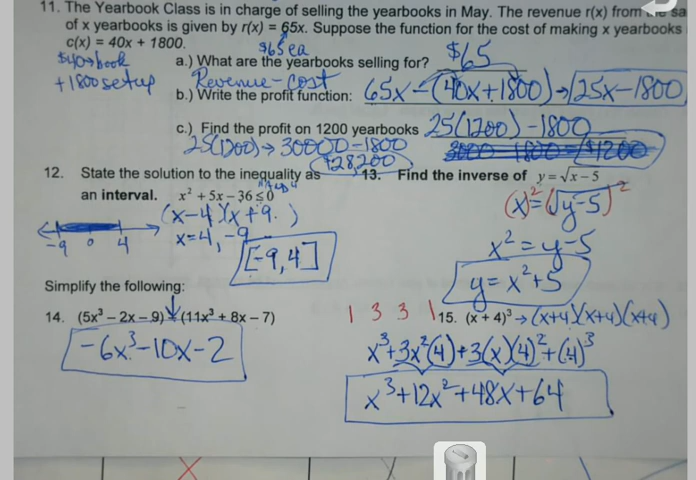 11. The Yearbook Class is in charge of selling the yearbooks in May. The revenue r(x) from the sa
of x yearbooks is given by r(x) = 65x. Suppose the function for the cost of making x yearbooks
c(x) = 40x + 1800.
$65 ea
$40→book
+1800 setup
a.) What are the yearbooks selling for? $65
Revenue - Cost
b.) Write the profit function: 65x - (40x+1800) → 25x-1800
c.) Find the profit on 1200 yearbooks 25(1200) - 1800
25(1200) → 30000 - 1800
$28,200
12. State the solution to the inequality as
an interval. x² + 5x - 36 ≤ 0
(x-4)(x+9)
x=4, -9
-9 0 4
[-9,4]
13. Find the inverse of y = √x - 5
(x)²=(√y-5)²
x²=y-5
y=x²+5
Simplify the following:
14. (5x³ - 2x - 9) - (11x³ + 8x - 7)
-6x³-10x-2
1 3 3 1
15. (x + 4)³ → (x+4)(x+4)(x+4)
x³+3x²(4)+3(x)(4)²+(4)³
x³+12x²+48x+64